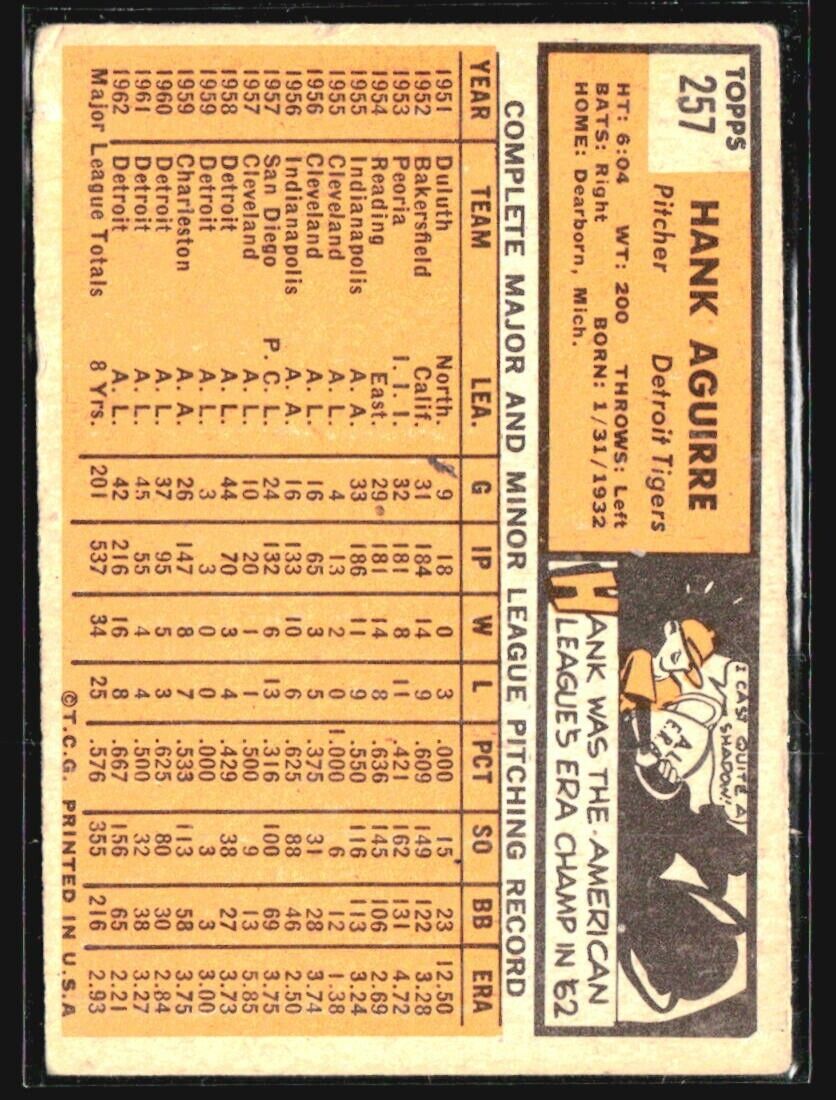 TOPPS
257
HANK AGUIRRE
Pitcher Detroit Tigers
HT: 6:04 WT: 200 THROWS: Left
BATS: Right BORN: 1/31/1932
HOME: Dearborn, Mich.
I CAST QUITE A
SHADOW!
A.L.
HANK WAS THE AMERICAN
LEAGUE'S ERA CHAMP IN '62
COMPLETE MAJOR AND MINOR LEAGUE PITCHING RECORD
YEAR TEAM LEA. G IP W L PCT SO BB ERA
1951 Duluth North. 9 18 0 3 .000 15 23 12.50
1952 Bakersfield Calif. 31 184 14 9 .609 149 122 3.28
1953 Peoria I.I.I. 32 181 8 11 .421 162 131 4.72
1954 Reading East. 29 181 14 8 .636 145 106 2.69
1955 Indianapolis A.A. 33 186 11 9 .550 116 113 3.24
1955 Cleveland A.L. 4 13 2 0 1.000 6 12 1.38
1956 Cleveland A.L. 16 65 3 5 .375 31 28 3.74
1956 Indianapolis A.A. 16 133 10 6 .625 88 46 2.50
1957 San Diego P.C.L. 24 132 6 13 .316 100 69 3.75
1957 Cleveland A.L. 10 20 1 1 .500 9 13 5.85
1958 Detroit A.L. 44 70 3 4 .429 38 27 3.73
1959 Detroit A.L. 3 3 0 0 .000 3 3 3.00
1959 Charleston A.A. 26 147 8 7 .533 113 58 3.75
1960 Detroit A.L. 37 95 5 3 .625 80 30 2.84
1961 Detroit A.L. 45 55 4 4 .500 32 38 3.27
1962 Detroit A.L. 42 216 16 8 .667 156 65 2.21
Major League Totals 8 Yrs. 201 537 34 25 .576 355 216 2.93
©T.C.G. PRINTED IN U.S.A